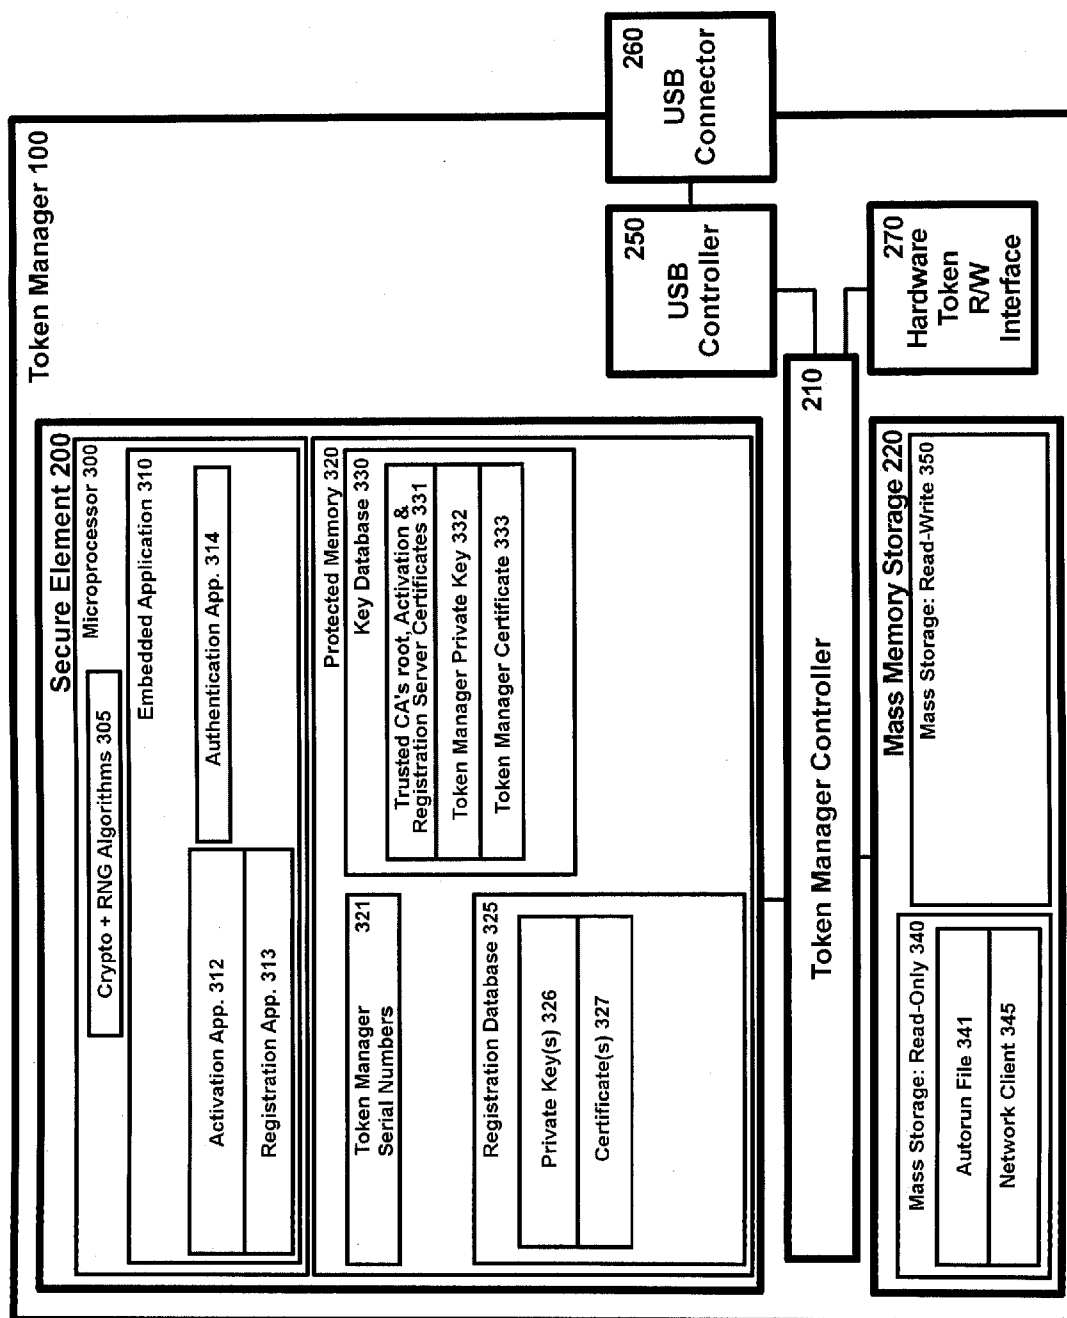 Token Manager 100
Secure Element 200
Microprocessor 300
Crypto + RNG Algorithms 305
Embedded Application 310
Activation App. 312
Registration App. 313
Authentication App. 314
Protected Memory 320
Token Manager 321
Serial Numbers
Key Database 330
Trusted CA's root, Activation &
Registration Server Certificates 331
Token Manager Private Key 332
Token Manager Certificate 333
Registration Database 325
Private Key(s) 326
Certificate(s) 327
Token Manager Controller 210
Mass Memory Storage 220
Mass Storage: Read-Only 340
Autorun File 341
Network Client 345
Mass Storage: Read-Write 350
250
USB
Controller
260
USB
Connector
270
Hardware
Token
R/W
Interface